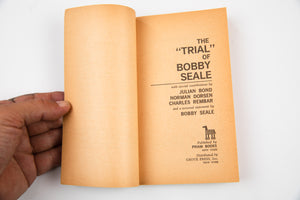 THE
"TRIAL" OF
BOBBY
SEALE
with special contributions by
JULIAN BOND
NORMAN DORSEN
CHARLES REMBAR
and a personal statement by
BOBBY SEALE
Published by
PRIAM BOOKS
NEW YORK
Distributed by
GROVE PRESS, Inc.
NEW YORK